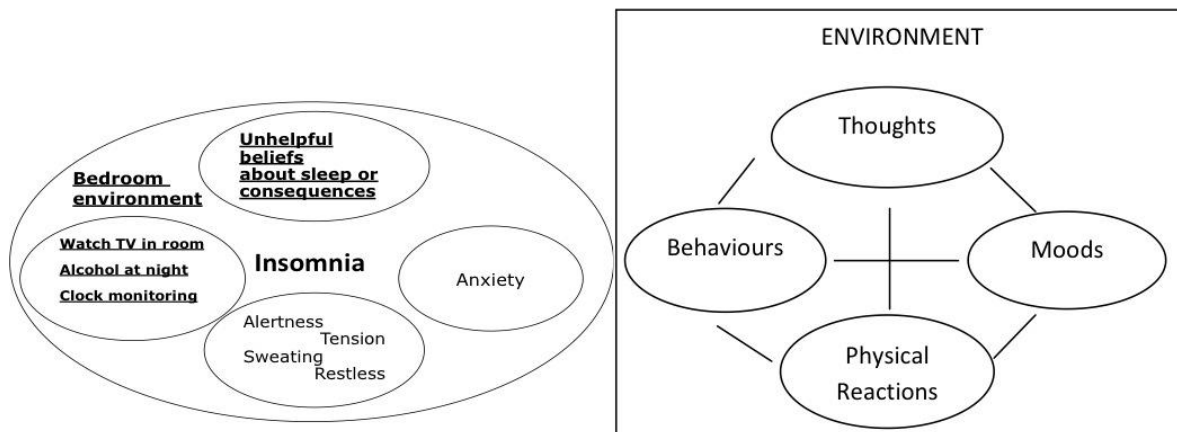 Unhelpful
beliefs
about sleep or
consequences
Bedroom
environment
Watch TV in room
Alcohol at night
Clock monitoring
Insomnia
Anxiety
Alertness
Tension
Sweating
Restless
ENVIRONMENT
Thoughts
Behaviours
Moods
Physical
Reactions